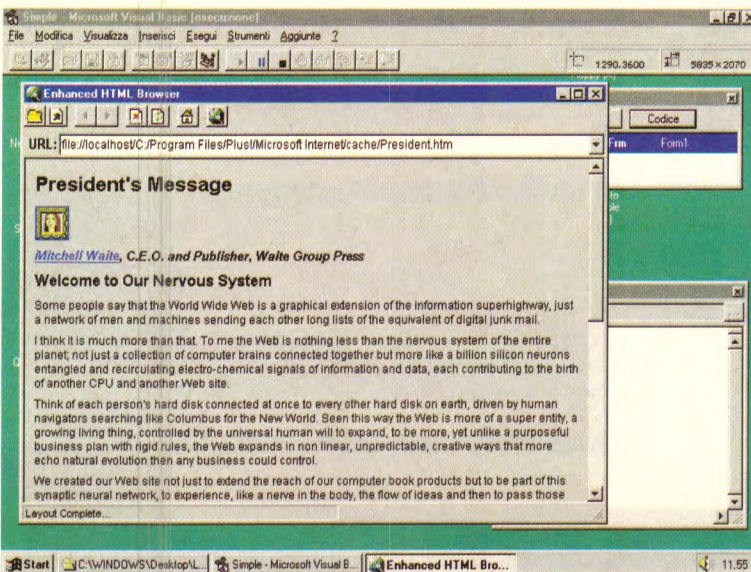 Simple - Microsoft Visual Basic [esecuzione]
File Modifica Visualizza Inserisci Esegui Strumenti Aggiunte ?
1290,3600 5835 × 2070
Enhanced HTML Browser
Codice
URL: file://localhost/C:/Program Files/Plus!/Microsoft Internet/cache/President.htm
Frm Form1
President's Message
Mitchell Waite, C.E.O. and Publisher, Waite Group Press
Welcome to Our Nervous System
Some people say that the World Wide Web is a graphical extension of the information superhighway, just
a network of men and machines sending each other long lists of the equivalent of digital junk mail.
I think it is much more than that. To me the Web is nothing less than the nervous system of the entire
planet; not just a collection of computer brains connected together but more like a billion silicon neurons
entangled and recirculating electro-chemical signals of information and data, each contributing to the birth
of another CPU and another Web site.
Think of each person's hard disk connected at once to every other hard disk on earth, driven by human
navigators searching like Columbus for the New World. Seen this way the Web is more of a super entity, a
growing living thing, controlled by the universal human will to expand, to be more, yet unlike a purposeful
business plan with rigid rules, the Web expands in non linear, unpredictable, creative ways that more
echo natural evolution then any business could control.
We created our Web site not just to extend the reach of our computer book products but to be part of this
synaptic neural network, to experience, like a nerve in the body, the flow of ideas and then to pass those
Layout Complete...
Start C:\WINDOWS\Desktop\L... Simple - Microsoft Visual B... Enhanced HTML Bro... 11.55